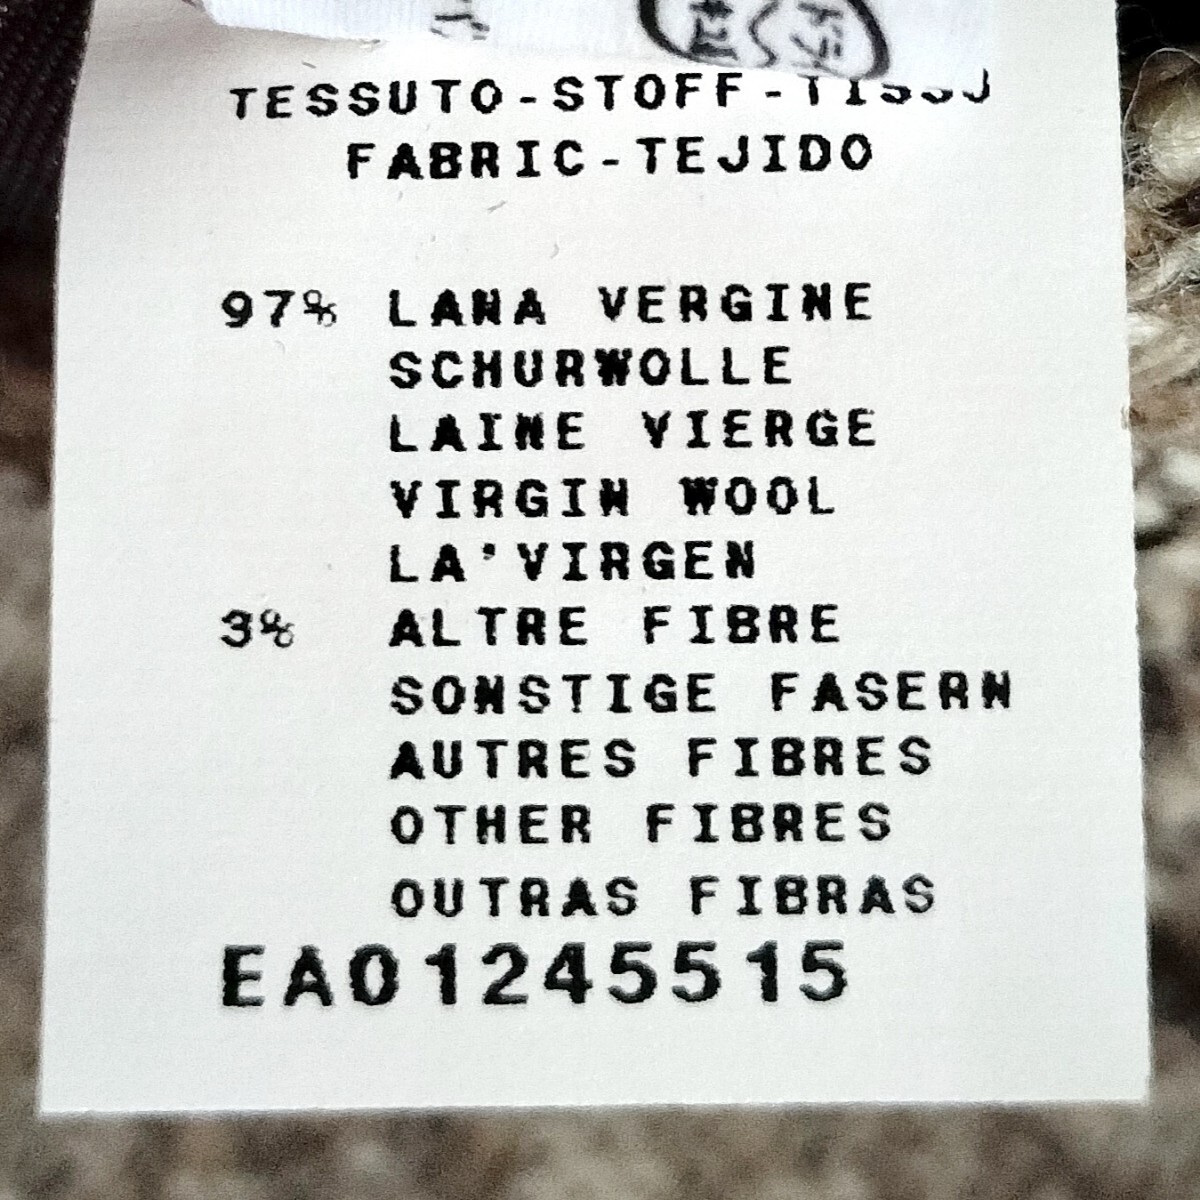 TESSUTO-STOFF-TISSU
FABRIC-TEJIDO
97% LANA VERGINE
SCHURWOLLE
LAINE VIERGE
VIRGIN WOOL
LA'VIRGEN
3% ALTRE FIBRE
SONSTIGE FASERN
AUTRES FIBRES
OTHER FIBRES
OUTRAS FIBRAS
EA01245515